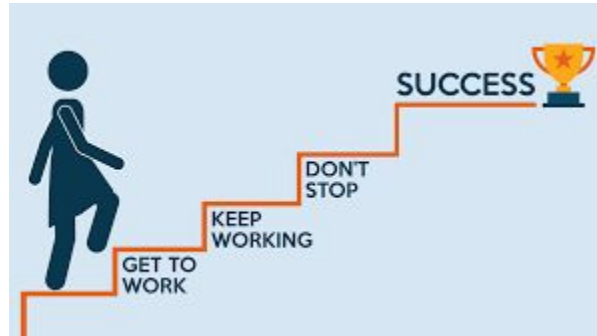 SUCCESS
DON'T
STOP
KEEP
WORKING
GET TO
WORK